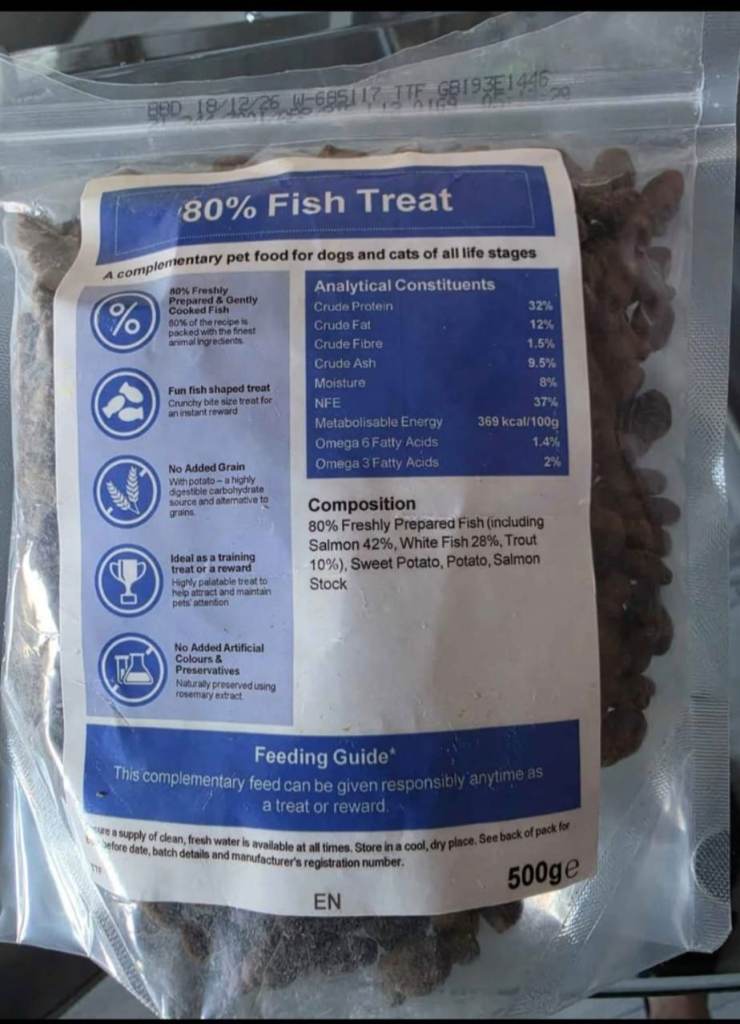 BBD 18/12/26 W-685117 TTF GB193E1446
80% Fish Treat
A complementary pet food for dogs and cats of all life stages
80% Freshly
Prepared & Gently
Cooked Fish
80% of the recipe is
packed with the finest
animal ingredients.
Fun fish shaped treat
Crunchy bite size treat for
an instant reward
No Added Grain
With potato – a highly
digestible carbohydrate
source and alternative to
grains.
Ideal as a training
treat or a reward
Highly palatable treat to
help attract and maintain
pets' attention
No Added Artificial
Colours &
Preservatives
Naturally preserved using
rosemary extract.
Analytical Constituents
Crude Protein 32%
Crude Fat 12%
Crude Fibre 1.5%
Crude Ash 9.5%
Moisture 8%
NFE 37%
Metabolisable Energy 369 kcal/100g
Omega 6 Fatty Acids 1.4%
Omega 3 Fatty Acids 2%
Composition
80% Freshly Prepared Fish (including
Salmon 42%, White Fish 28%, Trout
10%), Sweet Potato, Potato, Salmon
Stock
Feeding Guide*
This complementary feed can be given responsibly anytime as
a treat or reward.
a supply of clean, fresh water is available at all times. Store in a cool, dry place. See back of pack for
before date, batch details and manufacturer's registration number.
500g℮
EN